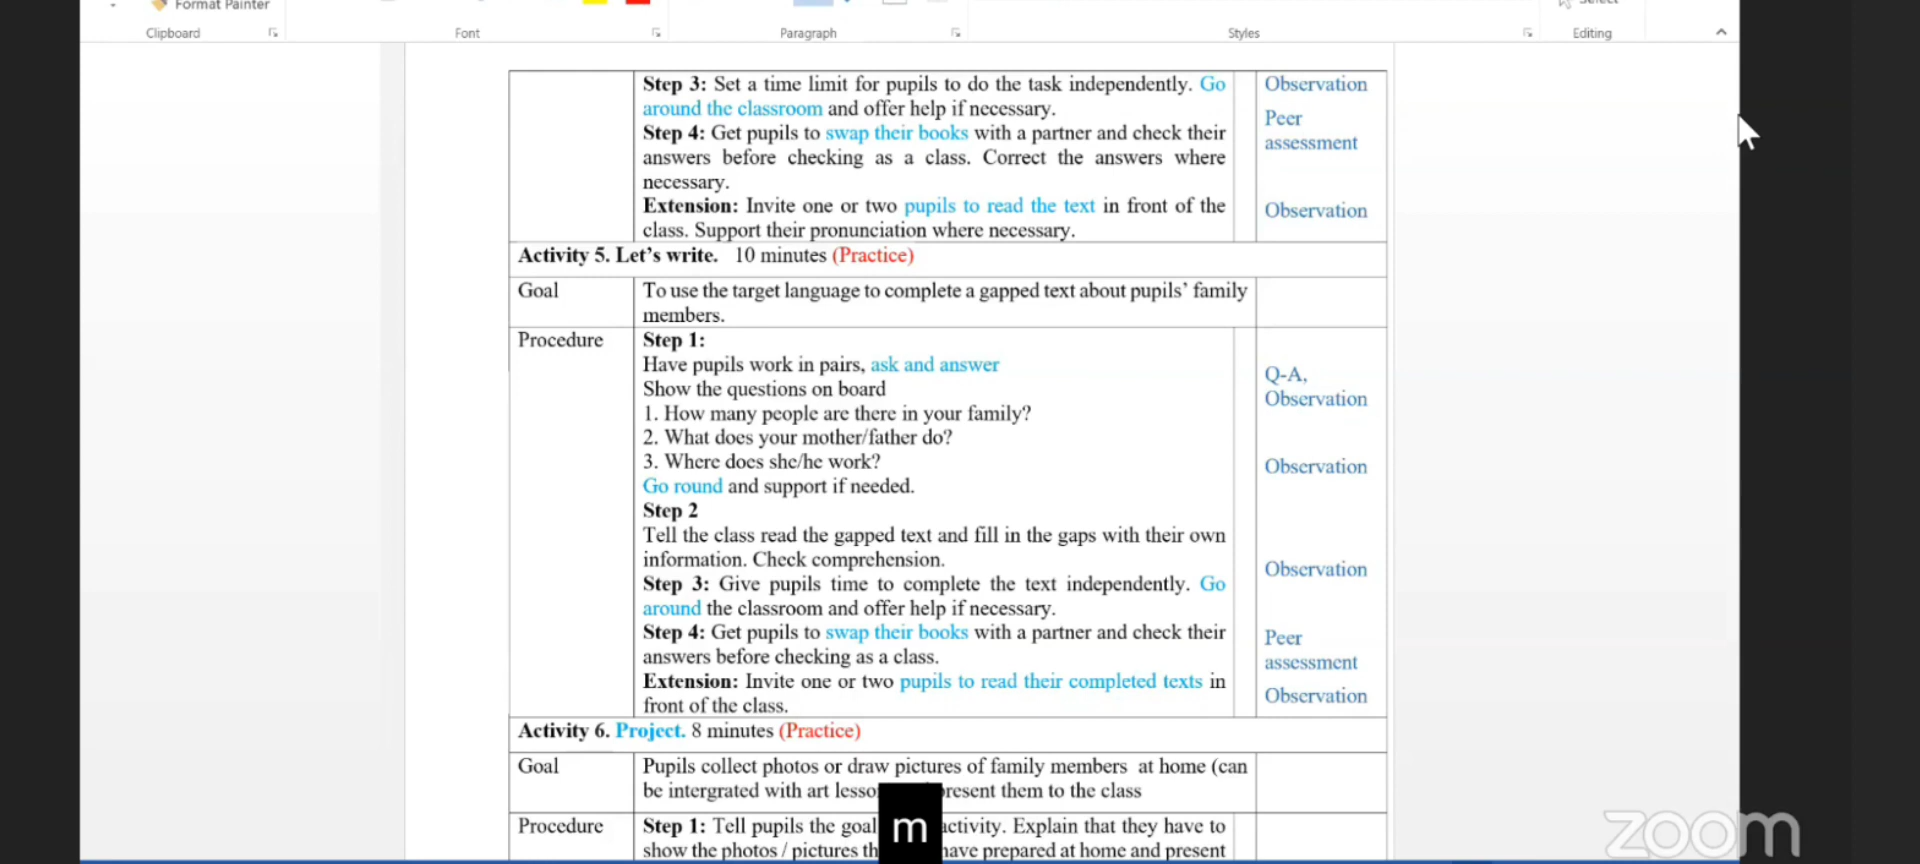 Format Painter
Select
Clipboard
Font
Paragraph
Styles
Editing
Step 3: Set a time limit for pupils to do the task independently. Go
around the classroom and offer help if necessary.
Step 4: Get pupils to swap their books with a partner and check their
answers before checking as a class. Correct the answers where
necessary.
Extension: Invite one or two pupils to read the text in front of the
class. Support their pronunciation where necessary.
Observation
Peer
assessment
Observation
Activity 5. Let’s write. 10 minutes (Practice)
Goal
To use the target language to complete a gapped text about pupils’ family
members.
Procedure
Step 1:
Have pupils work in pairs, ask and answer
Show the questions on board
1. How many people are there in your family?
2. What does your mother/father do?
3. Where does she/he work?
Go round and support if needed.
Step 2
Tell the class read the gapped text and fill in the gaps with their own
information. Check comprehension.
Step 3: Give pupils time to complete the text independently. Go
around the classroom and offer help if necessary.
Step 4: Get pupils to swap their books with a partner and check their
answers before checking as a class.
Extension: Invite one or two pupils to read their completed texts in
front of the class.
Q-A,
Observation
Observation
Observation
Peer
assessment
Observation
Activity 6. Project. 8 minutes (Practice)
Goal
Pupils collect photos or draw pictures of family members at home (can
be intergrated with art them to the class
Procedure
Step 1: Tell pupils the goal activity. Explain that they have to
show the photos / pictures have prepared at home and present
m
zoom